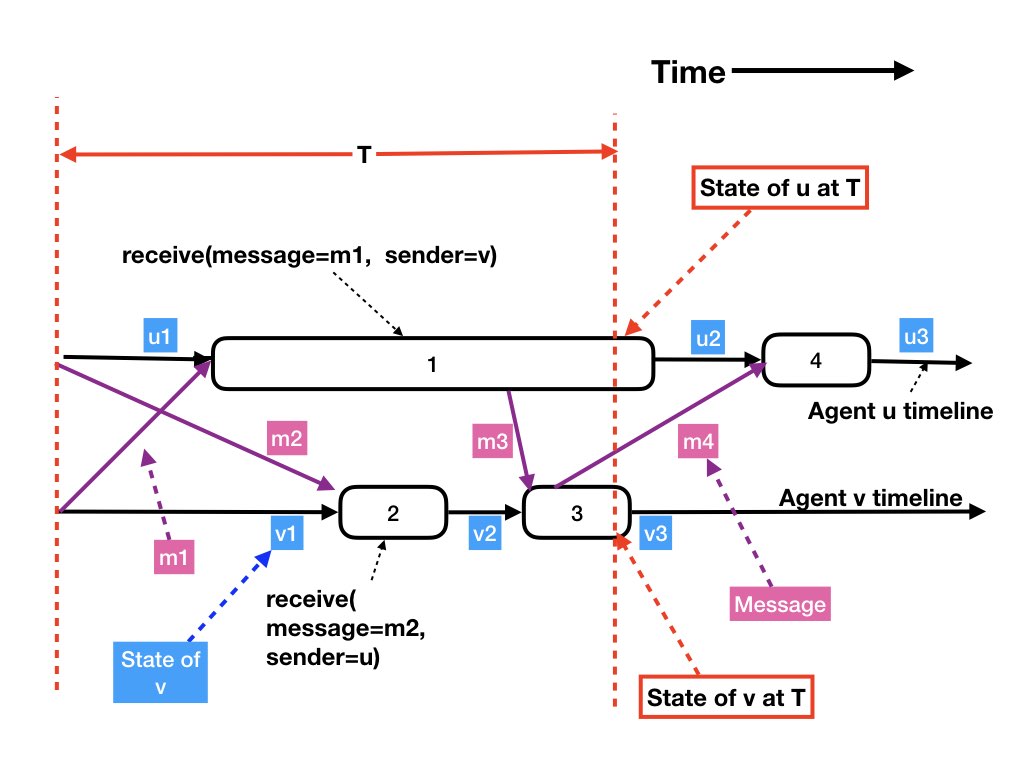 Time
T
State of u at T
receive(message=m1,  sender=v)
u1
u2
u3
1
4
Agent u timeline
m2
m3
m4
Agent v timeline
2
3
v1
v2
v3
m1
receive(
message=m2,
sender=u)
Message
State of
v
State of v at T